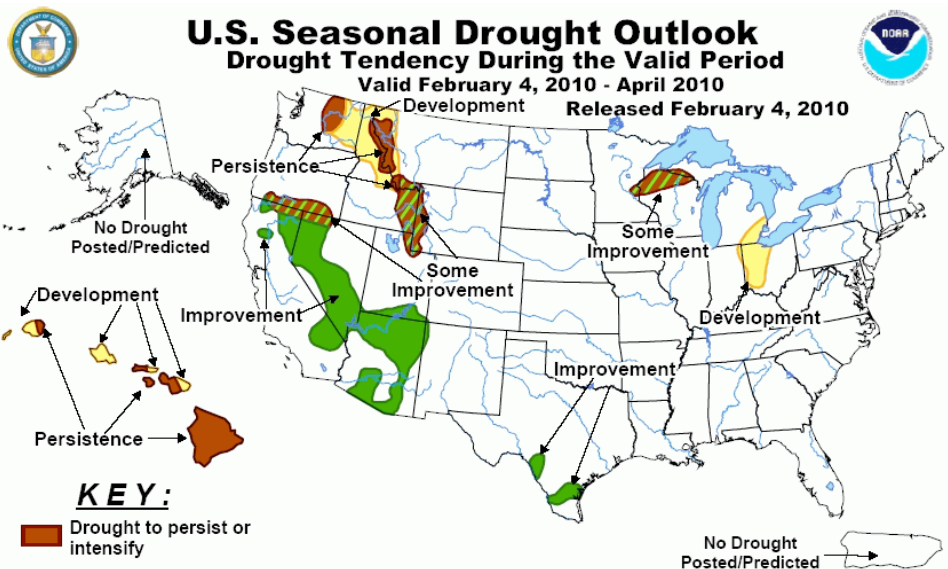 U.S. Seasonal Drought Outlook
Drought Tendency During the Valid Period
Valid February 4, 2010 - April 2010
Released February 4, 2010
NOAA
Development
Persistence
No Drought
Posted/Predicted
Some
Improvement
Some
Improvement
Development
Improvement
Development
Improvement
Persistence
KEY:
Drought to persist or
intensify
No Drought
Posted/Predicted